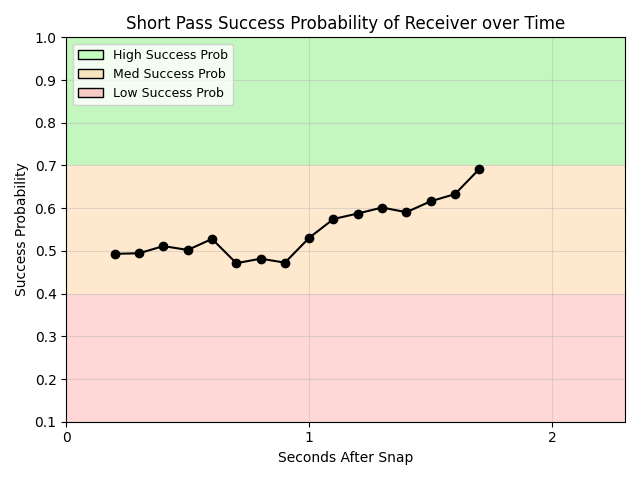 Short Pass Success Probability of Receiver over Time
High Success Prob
Med Success Prob
Low Success Prob
1.0
0.9
0.8
0.7
0.6
0.5
0.4
0.3
0.2
0.1
Success Probability
0 1 2
Seconds After Snap